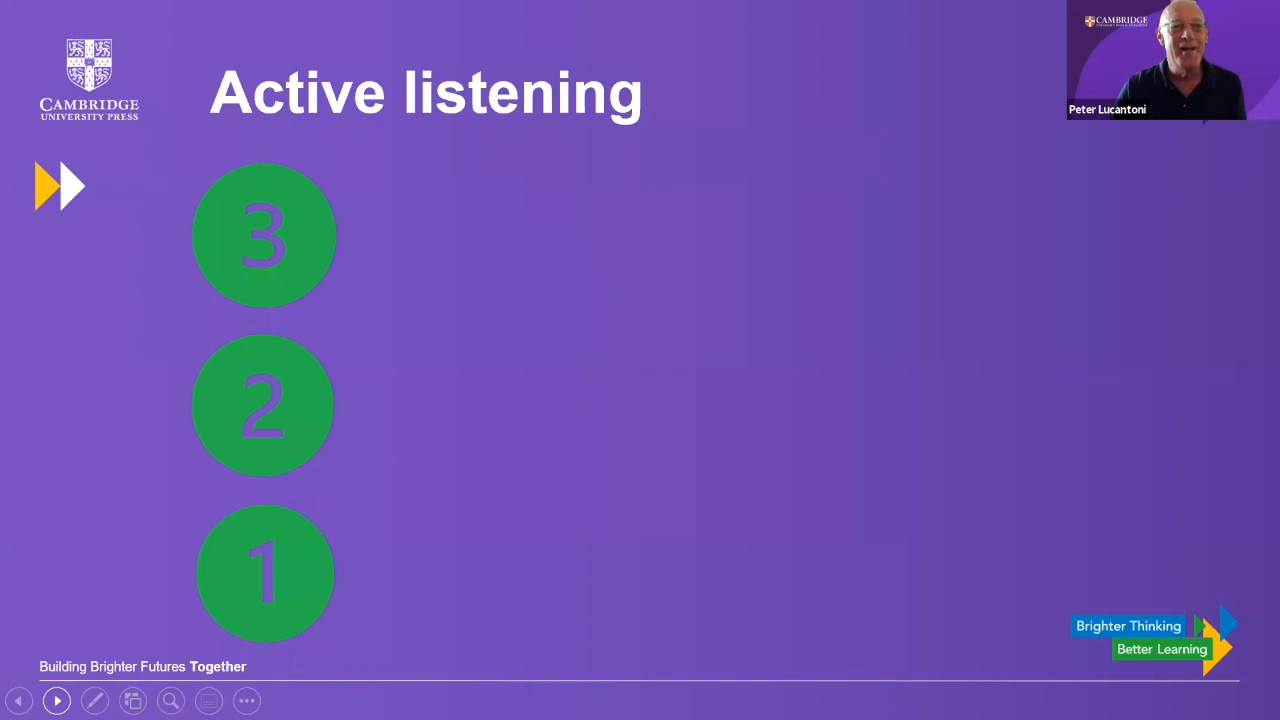 CAMBRIDGE
UNIVERSITY PRESS
Active listening
CAMBRIDGE
Peter Lucantoni
3
2
1
Brighter Thinking
Better Learning
Building Brighter Futures Together